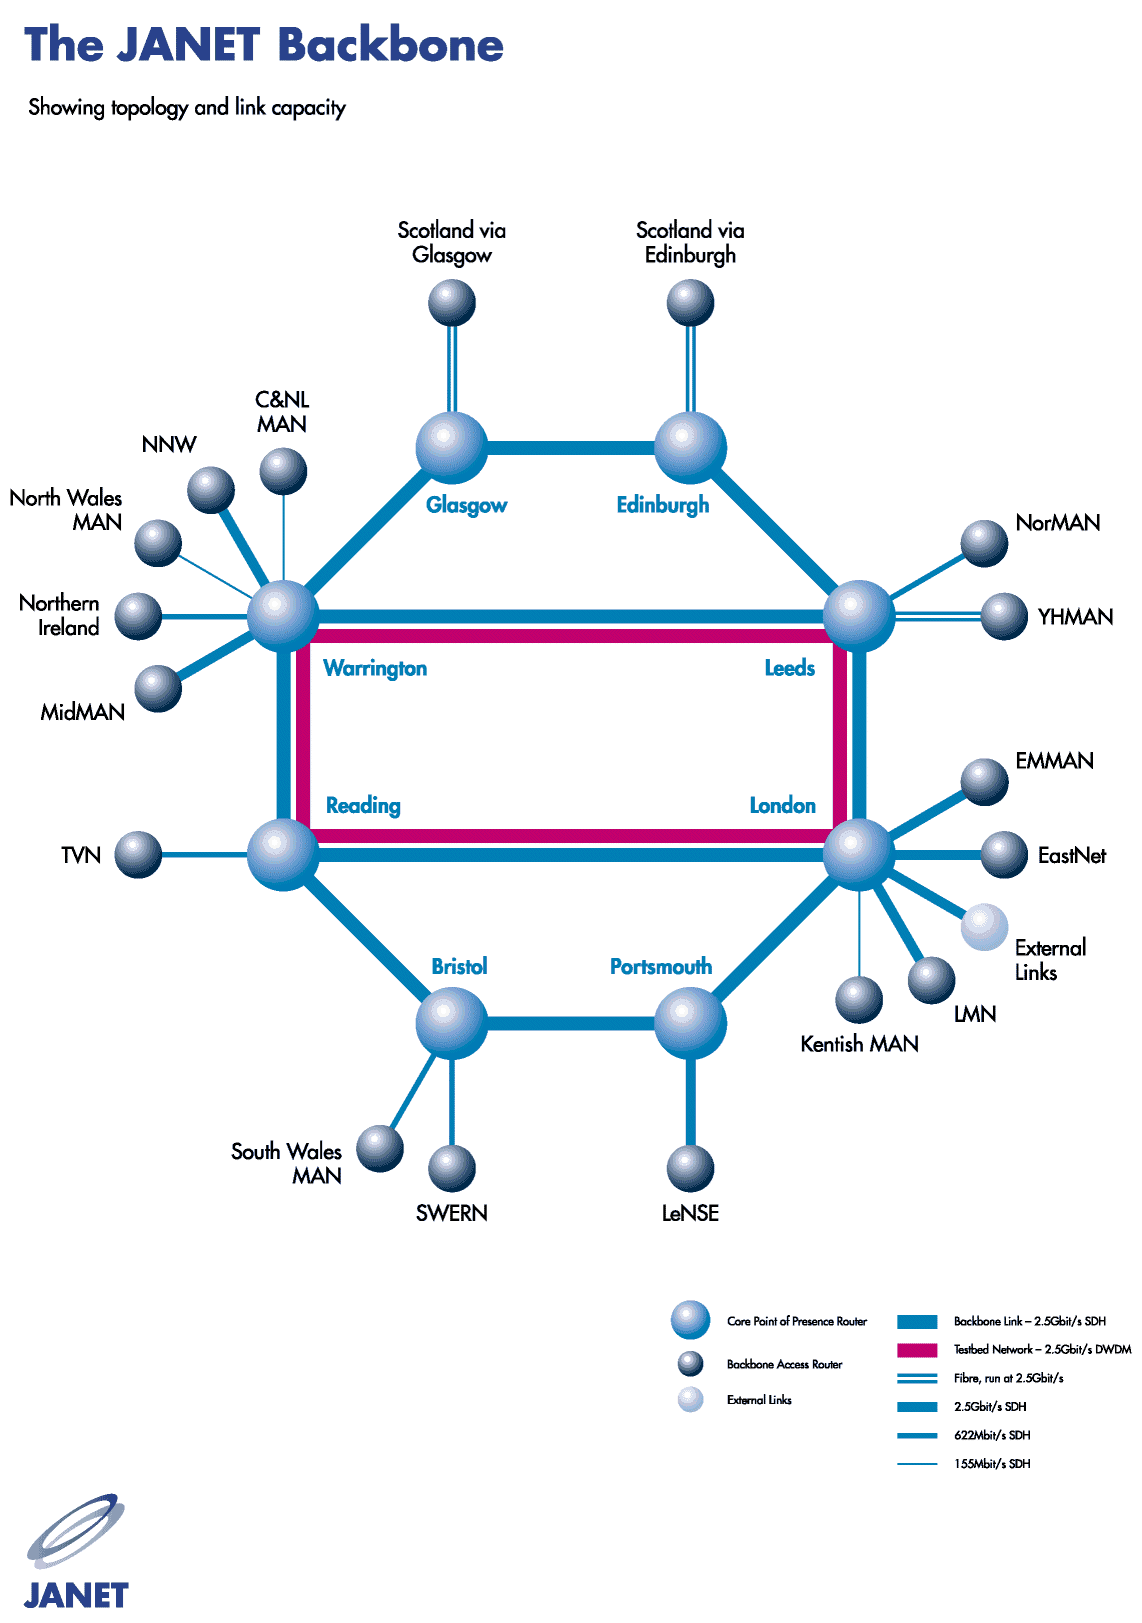 The JANET Backbone
Showing topology and link capacity
Scotland via
Glasgow
Scotland via
Edinburgh
C&NL
MAN
NNW
North Wales
MAN
Glasgow
Edinburgh
NorMAN
Northern
Ireland
YHMAN
Warrington
Leeds
MidMAN
EMMAN
Reading
London
TVN
EastNet
Bristol
Portsmouth
External
Links
LMN
Kentish MAN
South Wales
MAN
SWERN
LeNSE
Core Point of Presence Router
Backbone Access Router
External Links
Backbone Link – 2.5Gbit/s SDH
Testbed Network – 2.5Gbit/s DWDM
Fibre, run at 2.5Gbit/s
2.5Gbit/s SDH
622Mbit/s SDH
155Mbit/s SDH
JANET